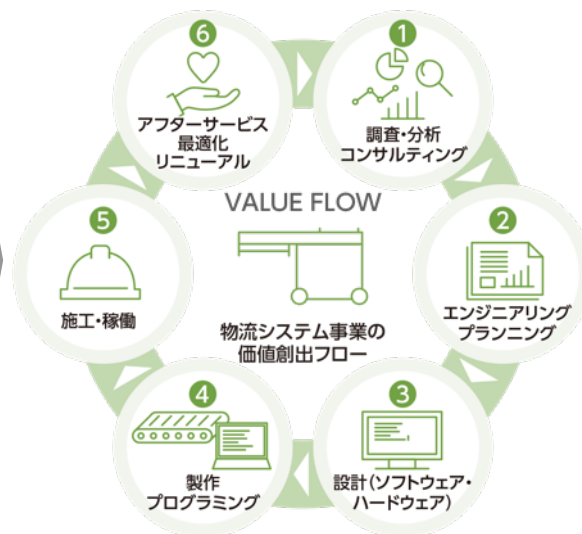 VALUE FLOW
物流システム事業の
価値創出フロー
1
調査・分析
コンサルティング
2
エンジニアリング
プランニング
3
設計(ソフトウェア・
ハードウェア)
4
製作
プログラミング
5
施工・稼働
6
アフターサービス
最適化
リニューアル